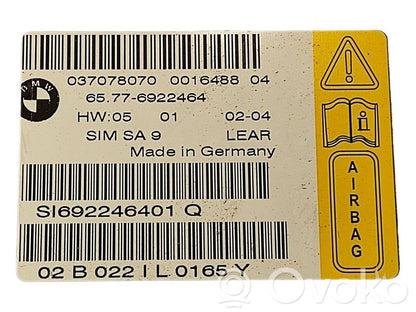 037078070 0016488 04
BMW
65.77-6922464
HW:05 01 02-04
SIM SA 9 LEAR
Made in Germany
SI692246401 Q
02 B 022 I L 0165 Y
AIRBAG
Ovoko